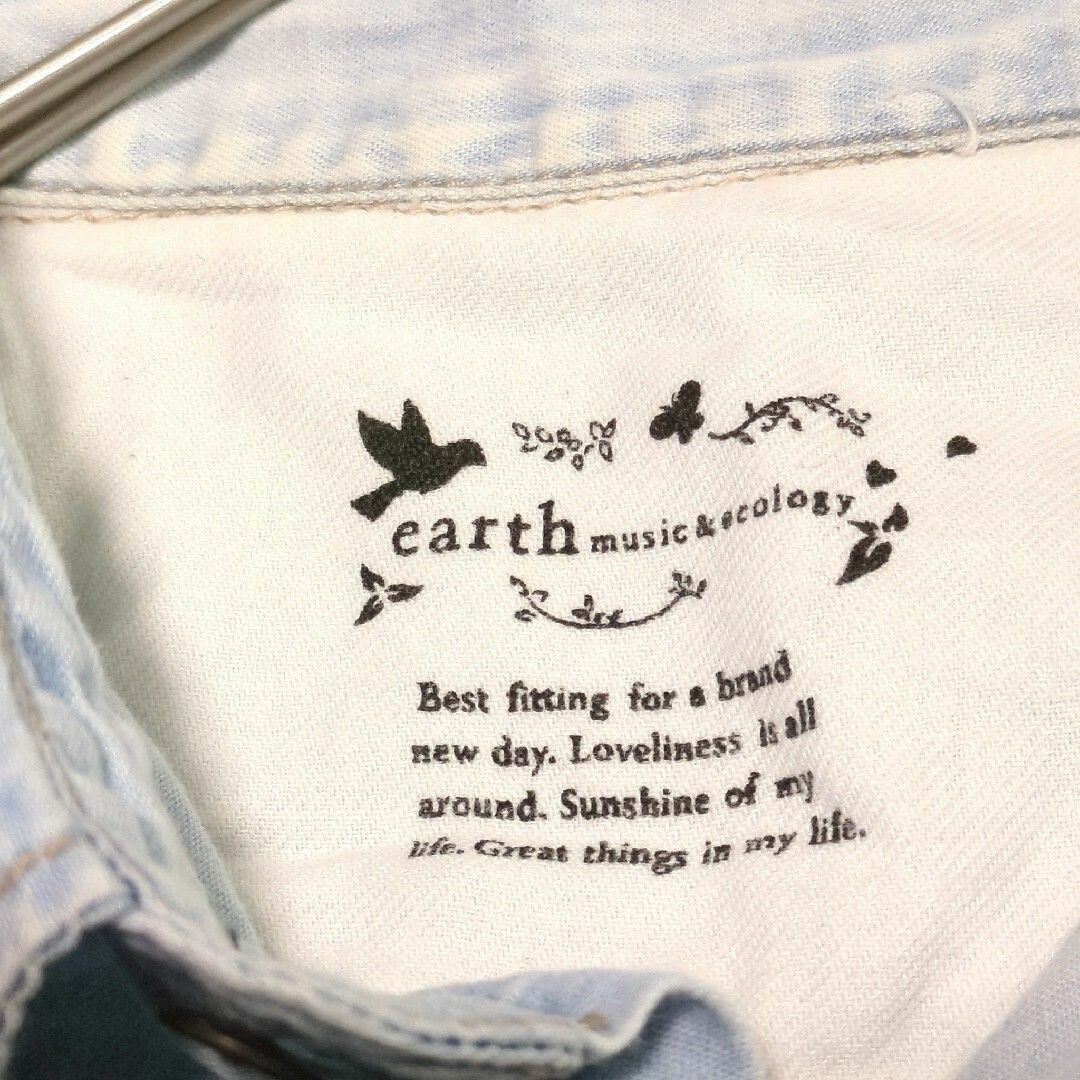 earth music & ecology
Best fitting for a brand
new day. Loveliness is all
around. Sunshine of my
life. Great things in my life.